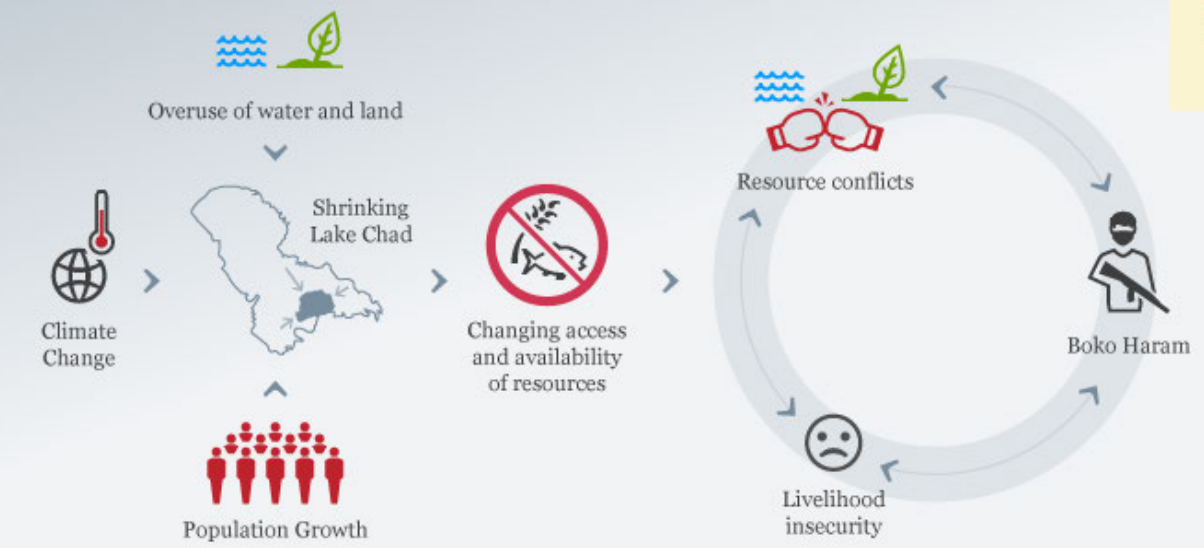 Overuse of water and land
Shrinking
Lake Chad
Climate
Change
Population Growth
Changing access
and availability
of resources
Resource conflicts
Boko Haram
Livelihood
insecurity